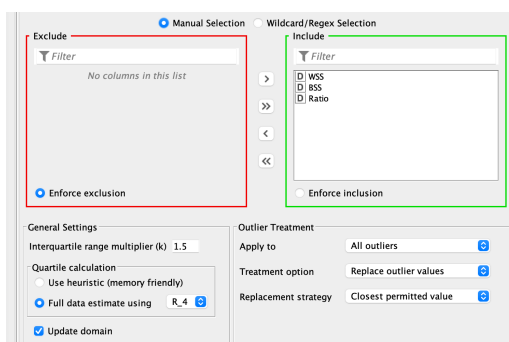 Manual Selection Wildcard/Regex Selection
Exclude
Filter
No columns in this list
Enforce exclusion
>
»
<
«
Include
Filter
D WSS
D BSS
D Ratio
Enforce inclusion
General Settings
Interquartile range multiplier (k) 1.5
Quartile calculation
Use heuristic (memory friendly)
Full data estimate using R_4
Update domain
Outlier Treatment
Apply to All outliers
Treatment option Replace outlier values
Replacement strategy Closest permitted value